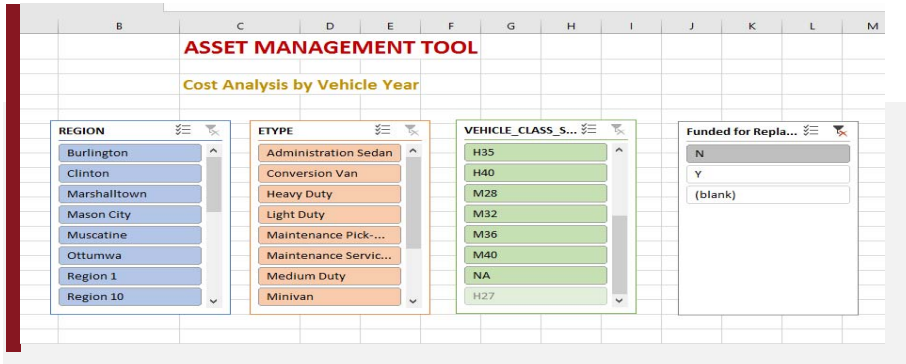 B C D E F G H I J K L M
ASSET MANAGEMENT TOOL
Cost Analysis by Vehicle Year
REGION
Burlington
Clinton
Marshalltown
Mason City
Muscatine
Ottumwa
Region 1
Region 10
ETYPE
Administration Sedan
Conversion Van
Heavy Duty
Light Duty
Maintenance Pick-...
Maintenance Servic...
Medium Duty
Minivan
VEHICLE_CLASS_S...
H35
H40
M28
M32
M36
M40
NA
H27
Funded for Repla...
N
Y
(blank)